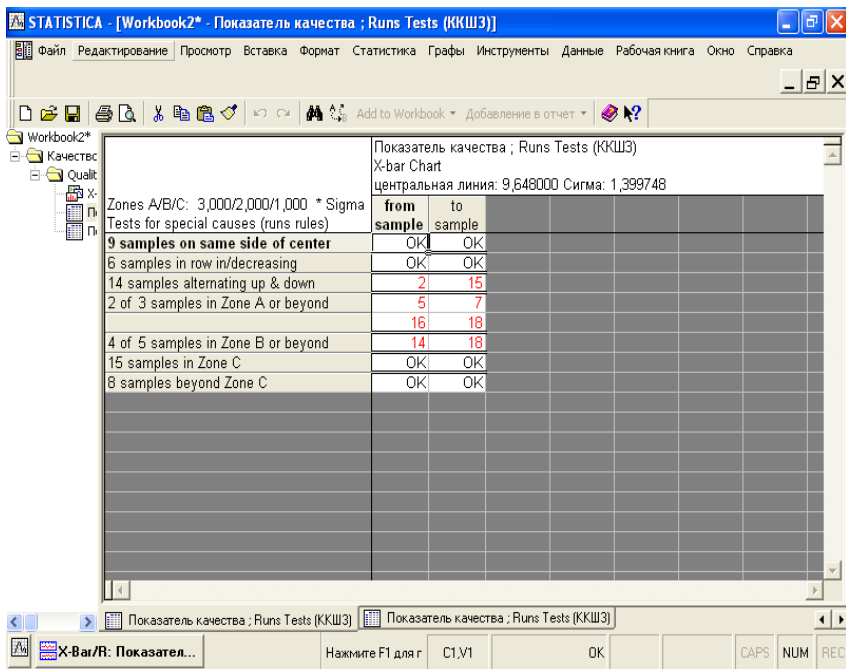 STATISTICA - [Workbook2* - Показатель качества ; Runs Tests (ККШ3)]
Файл Редактирование Просмотр Вставка Формат Статистика Графы Инструменты Данные Рабочая книга Окно Справка
Add to Workbook Добавление в отчет
Workbook2*
Качествс
Qualit
X-
П
П
Показатель качества ; Runs Tests (ККШ3)
X-bar Chart
центральная линия: 9,648000 Сигма: 1,399748
Zones A/B/C: 3,000/2,000/1,000 * Sigma
Tests for special causes (runs rules)
from sample
to sample
9 samples on same side of center OK OK
6 samples in row in/decreasing OK OK
14 samples alternating up & down 2 15
2 of 3 samples in Zone A or beyond 5 7
16 18
4 of 5 samples in Zone B or beyond 14 18
15 samples in Zone C OK OK
8 samples beyond Zone C OK OK
Показатель качества ; Runs Tests (ККШ3) Показатель качества ; Runs Tests (ККШ3)
X-Bar/R: Показател... Нажмите F1 для г C1,V1 OK CAPS NUM REC